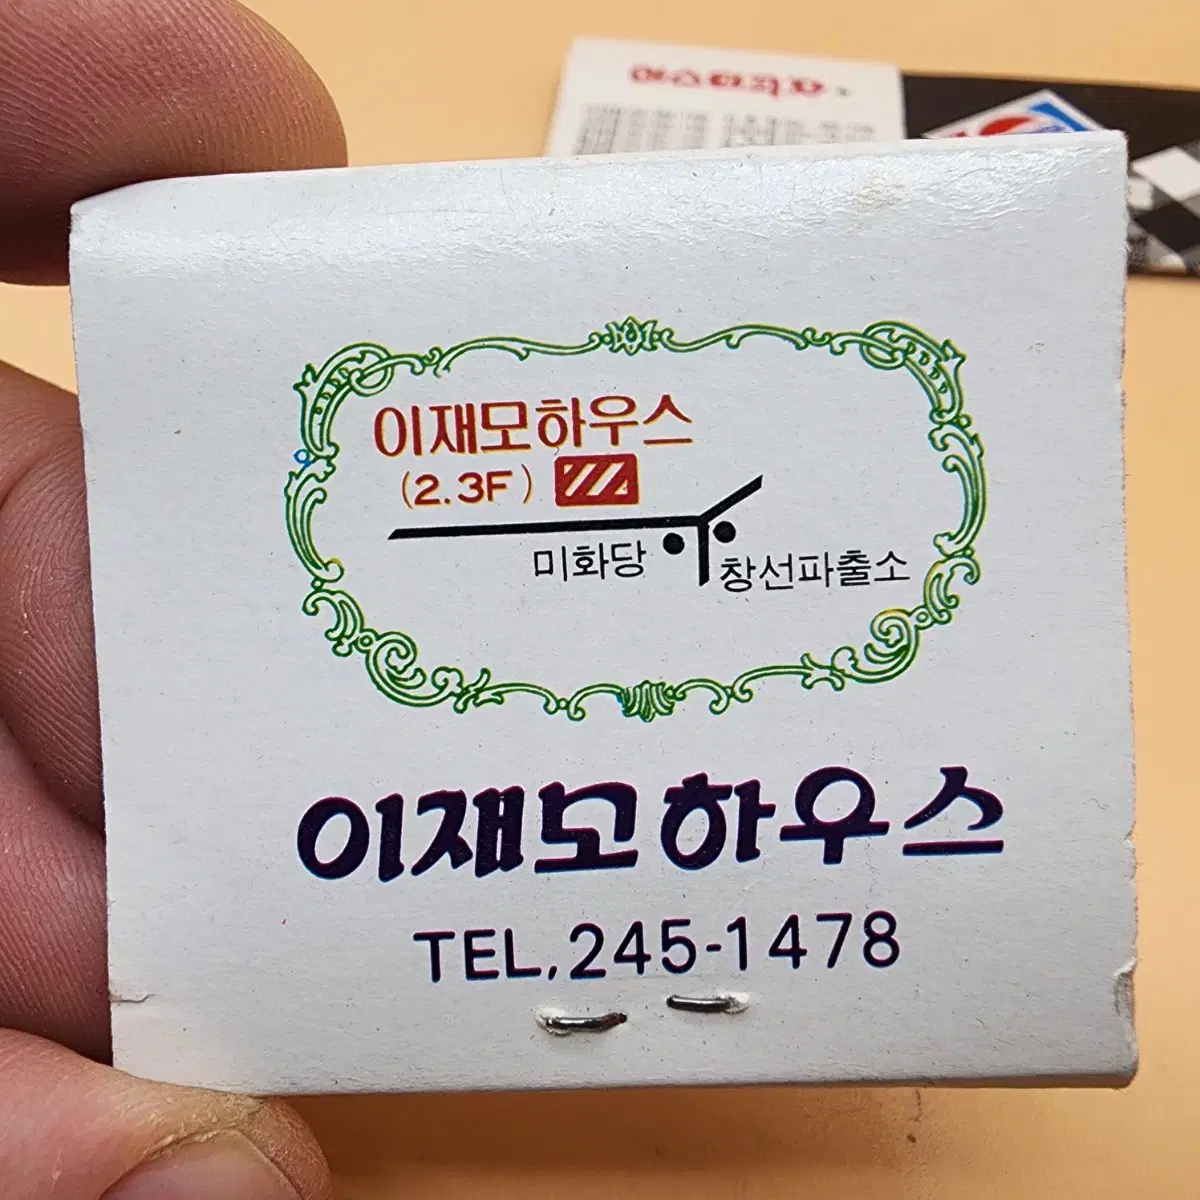 이재모하우스
(2.3F)
미화당
창선파출소
이재모하우스
TEL.245-1478